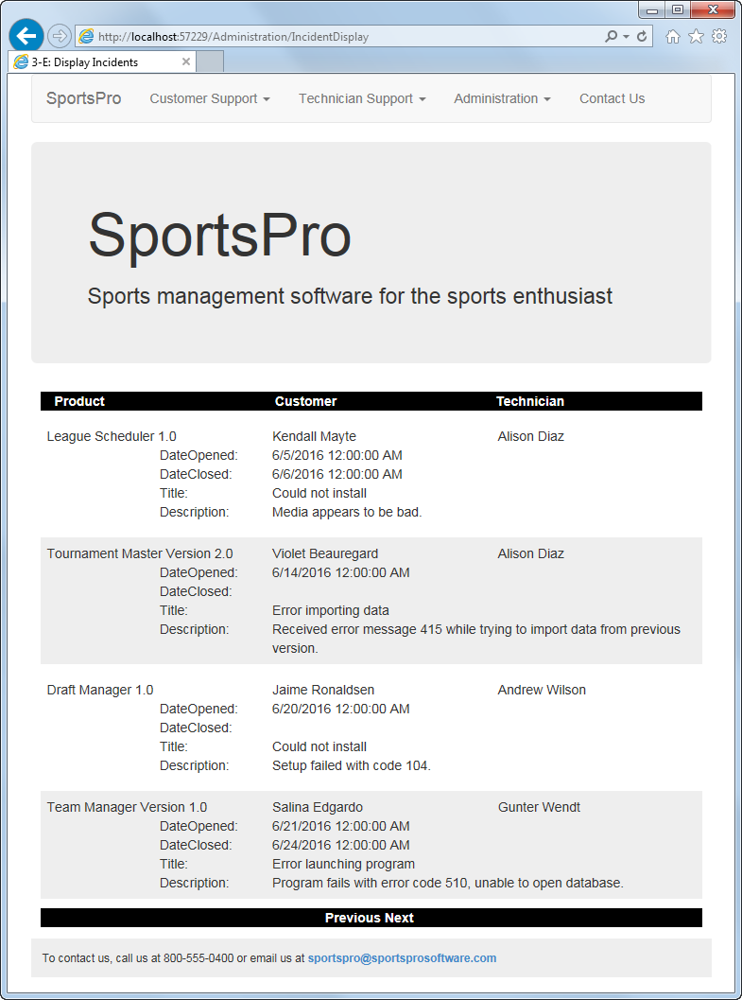 http://localhost:57229/Administration/IncidentDisplay
3-E: Display Incidents
SportsPro Customer Support Technician Support Administration Contact Us
SportsPro
Sports management software for the sports enthusiast
Product Customer Technician
League Scheduler 1.0 Kendall Mayte Alison Diaz
DateOpened: 6/5/2016 12:00:00 AM
DateClosed: 6/6/2016 12:00:00 AM
Title: Could not install
Description: Media appears to be bad.
Tournament Master Version 2.0 Violet Beauregard Alison Diaz
DateOpened: 6/14/2016 12:00:00 AM
DateClosed:
Title: Error importing data
Description: Received error message 415 while trying to import data from previous
version.
Draft Manager 1.0 Jaime Ronaldsen Andrew Wilson
DateOpened: 6/20/2016 12:00:00 AM
DateClosed:
Title: Could not install
Description: Setup failed with code 104.
Team Manager Version 1.0 Salina Edgardo Gunter Wendt
DateOpened: 6/21/2016 12:00:00 AM
DateClosed: 6/24/2016 12:00:00 AM
Title: Error launching program
Description: Program fails with error code 510, unable to open database.
Previous Next
To contact us, call us at 800-555-0400 or email us at sportspro@sportsprosoftware.com